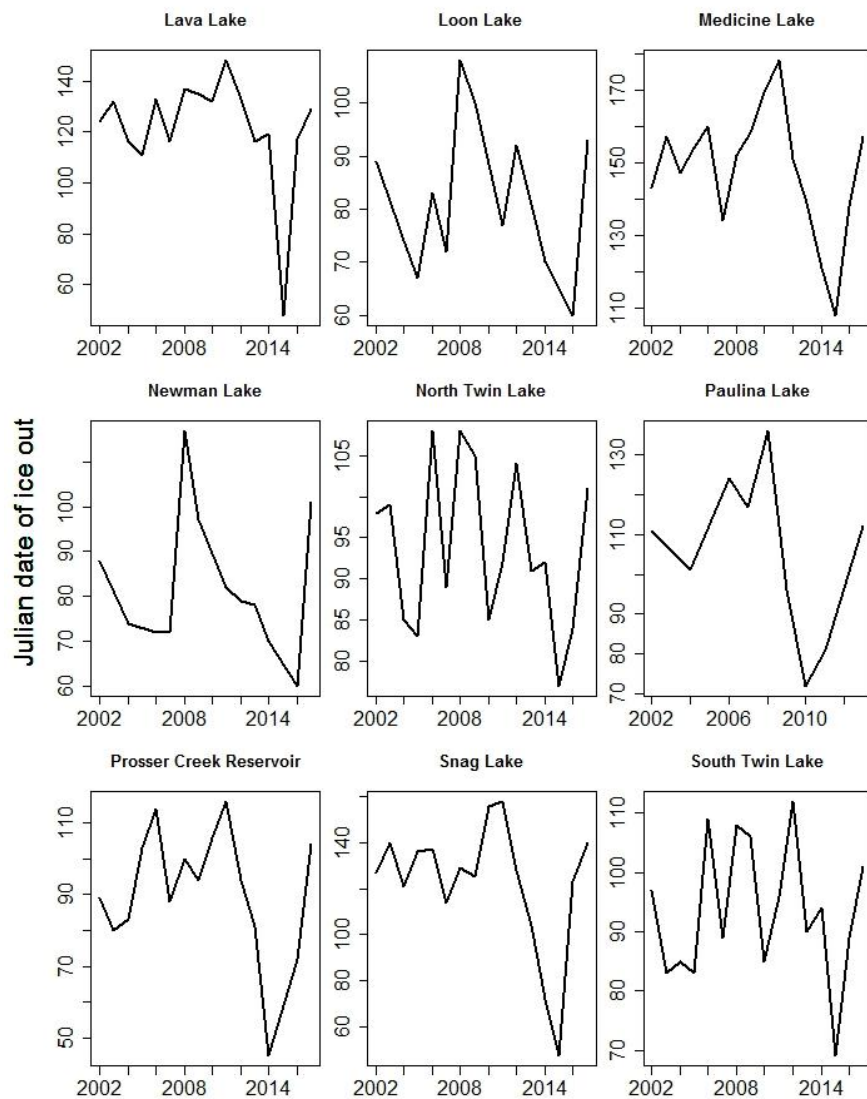 Lava Lake
Loon Lake
Medicine Lake
140
120
100
80
60
100
90
80
70
60
170
150
130
110
2002 2008 2014
2002 2008 2014
2002 2008 2014
Newman Lake
North Twin Lake
Paulina Lake
Julian date of ice out
100
90
80
70
60
105
95
90
85
80
130
110
90
80
70
2002 2008 2014
2002 2008 2014
2002 2006 2010
Prosser Creek Reservoir
Snag Lake
South Twin Lake
110
90
70
50
140
100
80
60
110
100
90
80
70
2002 2008 2014
2002 2008 2014
2002 2008 2014